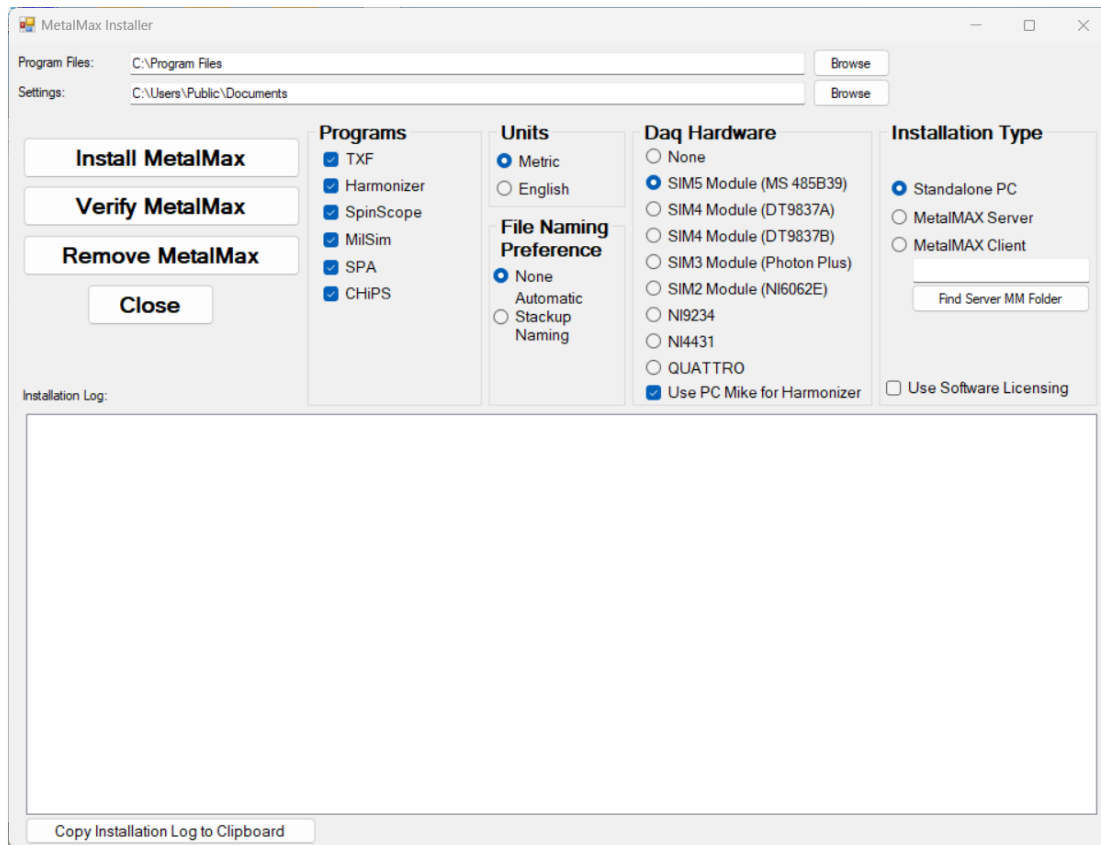 MetalMax Installer
Program Files:
C:\Program Files
Browse
Settings:
C:\Users\Public\Documents
Browse
Install MetalMax
Verify MetalMax
Remove MetalMax
Close
Programs
TXF
Harmonizer
SpinScope
MilSim
SPA
CHiPS
Units
Metric
English
File Naming
Preference
None
Automatic
Stackup
Naming
Daq Hardware
None
SIM5 Module (MS 485B39)
SIM4 Module (DT9837A)
SIM4 Module (DT9837B)
SIM3 Module (Photon Plus)
SIM2 Module (NI6062E)
NI9234
NI4431
QUATTRO
Use PC Mike for Harmonizer
Installation Type
Standalone PC
MetalMAX Server
MetalMAX Client
Find Server MM Folder
Use Software Licensing
Installation Log:
Copy Installation Log to Clipboard